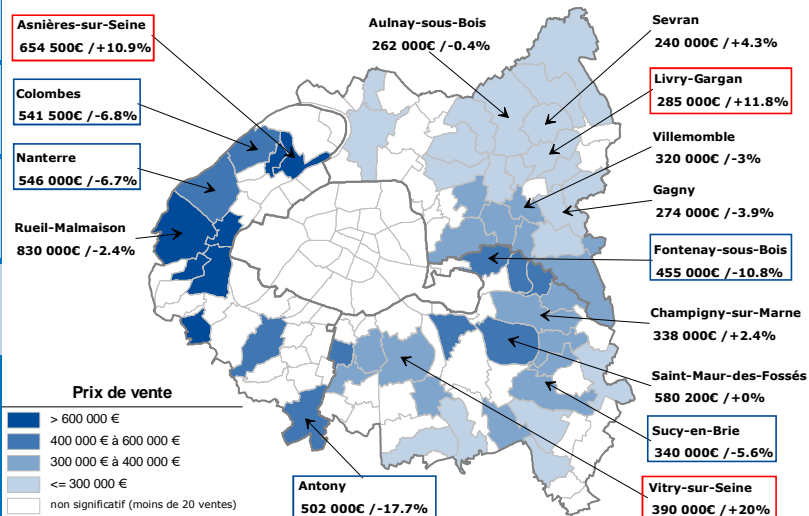 Asnières-sur-Seine
654 500€ /+10.9%
Colombes
541 500€ /-6.8%
Nanterre
546 000€ /-6.7%
Rueil-Malmaison
830 000€ /-2.4%
Aulnay-sous-Bois
262 000€ /-0.4%
Sevran
240 000€ /+4.3%
Livry-Gargan
285 000€ /+11.8%
Villemomble
320 000€ /-3%
Gagny
274 000€ /-3.9%
Fontenay-sous-Bois
455 000€ /-10.8%
Champigny-sur-Marne
338 000€ /+2.4%
Saint-Maur-des-Fossés
580 200€ /+0%
Sucy-en-Brie
340 000€ /-5.6%
Vitry-sur-Seine
390 000€ /+20%
Antony
502 000€ /-17.7%
Prix de vente
> 600 000 €
400 000 € à 600 000 €
300 000 € à 400 000 €
<= 300 000 €
non significatif (moins de 20 ventes)